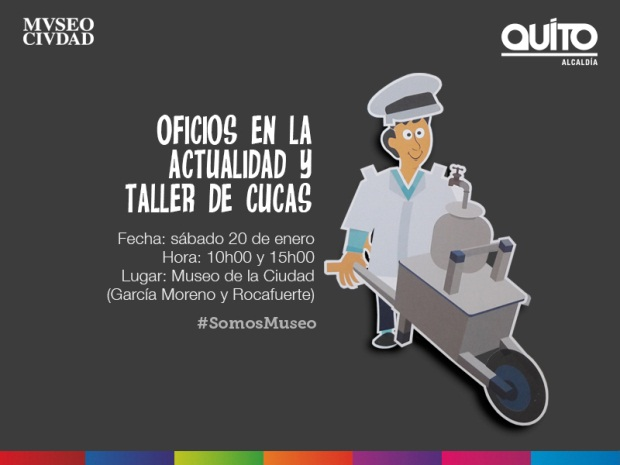 MVSEO
CIVDAD
QUITO
ALCALDÍA
OFICIOS EN LA
ACTUALIDAD Y
TALLER DE CUCAS
Fecha: sábado 20 de enero
Hora: 10h00 y 15h00
Lugar: Museo de la Ciudad
(García Moreno y Rocafuerte)
#SomosMuseo